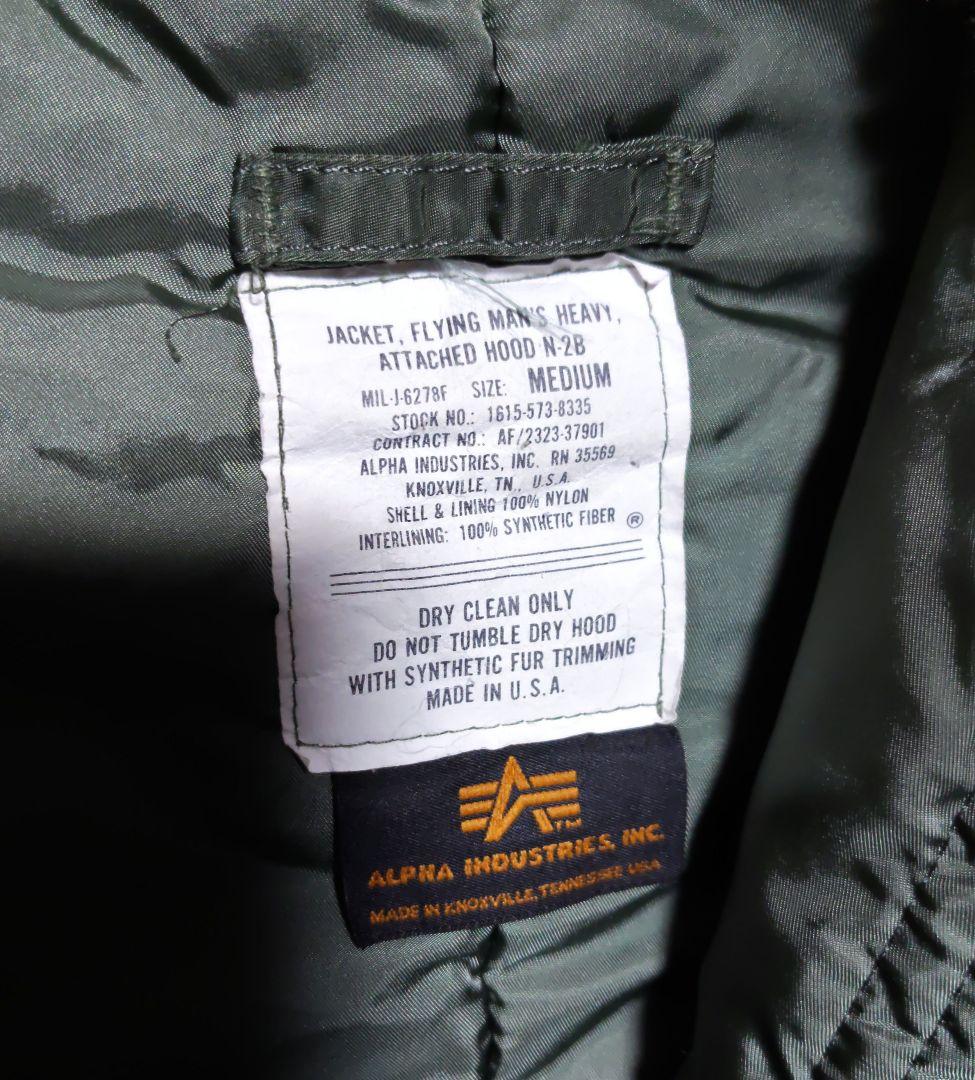 JACKET, FLYING MAN'S HEAVY,
ATTACHED HOOD N-2B
MIL-J-6278F SIZE: MEDIUM
STOCK NO.: 1615-573-8335
CONTRACT NO.: AF/2323-37901
ALPHA INDUSTRIES, INC. RN 35569
KNOXVILLE, TN., U.S.A.
SHELL & LINING 100% NYLON
INTERLINING: 100% SYNTHETIC FIBER ®
DRY CLEAN ONLY
DO NOT TUMBLE DRY HOOD
WITH SYNTHETIC FUR TRIMMING
MADE IN U.S.A.
TM
ALPHA INDUSTRIES, INC.
MADE IN KNOXVILLE, TENNESSEE USA